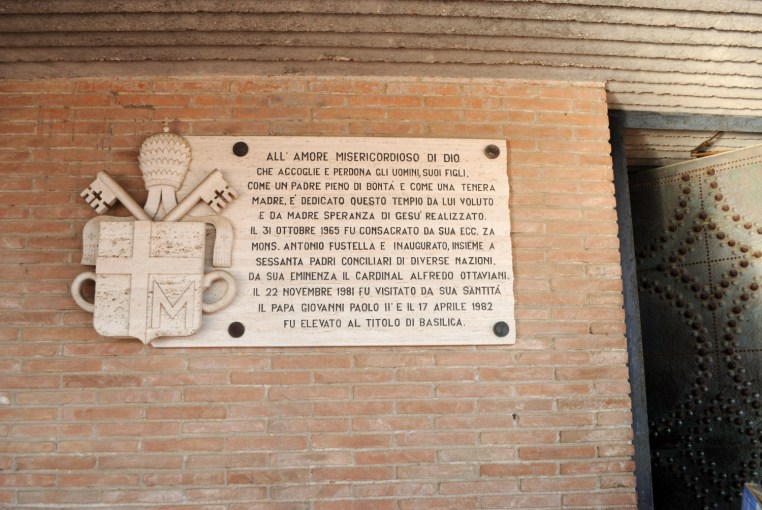 ALL' AMORE MISERICORDIOSO DI DIO
CHE ACCOGLIE E PERDONA GLI UOMINI, SUOI FIGLI,
COME UN PADRE PIENO DI BONTÁ E COME UNA TENERA
MADRE, E' DEDICATO QUESTO TEMPIO DA LUI VOLUTO
E DA MADRE SPERANZA DI GESU' REALIZZATO.
IL 31 OTTOBRE 1965 FU CONSACRATO DA SUA ECC. ZA
MONS. ANTONIO FUSTELLA E INAUGURATO, INSIEME A
SESSANTA PADRI CONCILIARI DI DIVERSE NAZIONI,
DA SUA EMINENZA IL CARDINAL ALFREDO OTTAVIANI.
IL 22 NOVEMBRE 1981 FU VISITATO DA SUA SANTITÁ
IL PAPA GIOVANNI PAOLO II° E IL 17 APRILE 1982
FU ELEVATO AL TITOLO DI BASILICA.
M